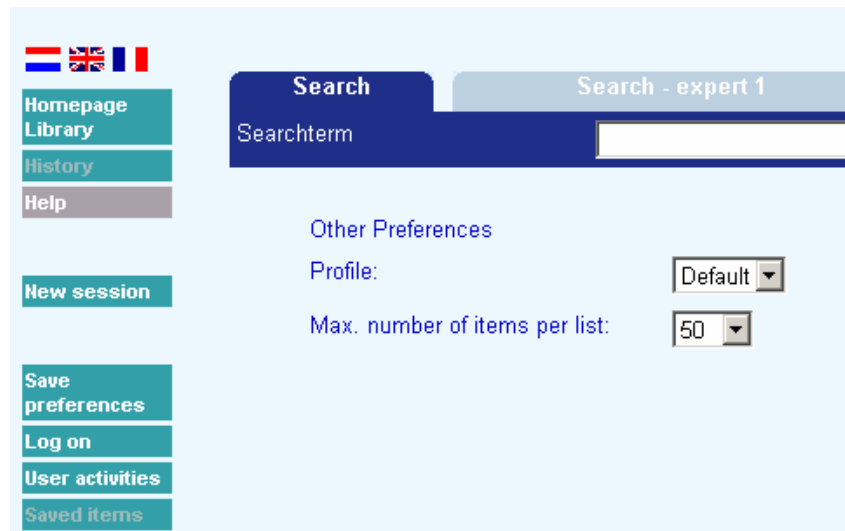 Homepage
Library
History
Help
New session
Save
preferences
Log on
User activities
Saved items
Search
Search - expert 1
Searchterm
Other Preferences
Profile:
Default
Max. number of items per list:
50